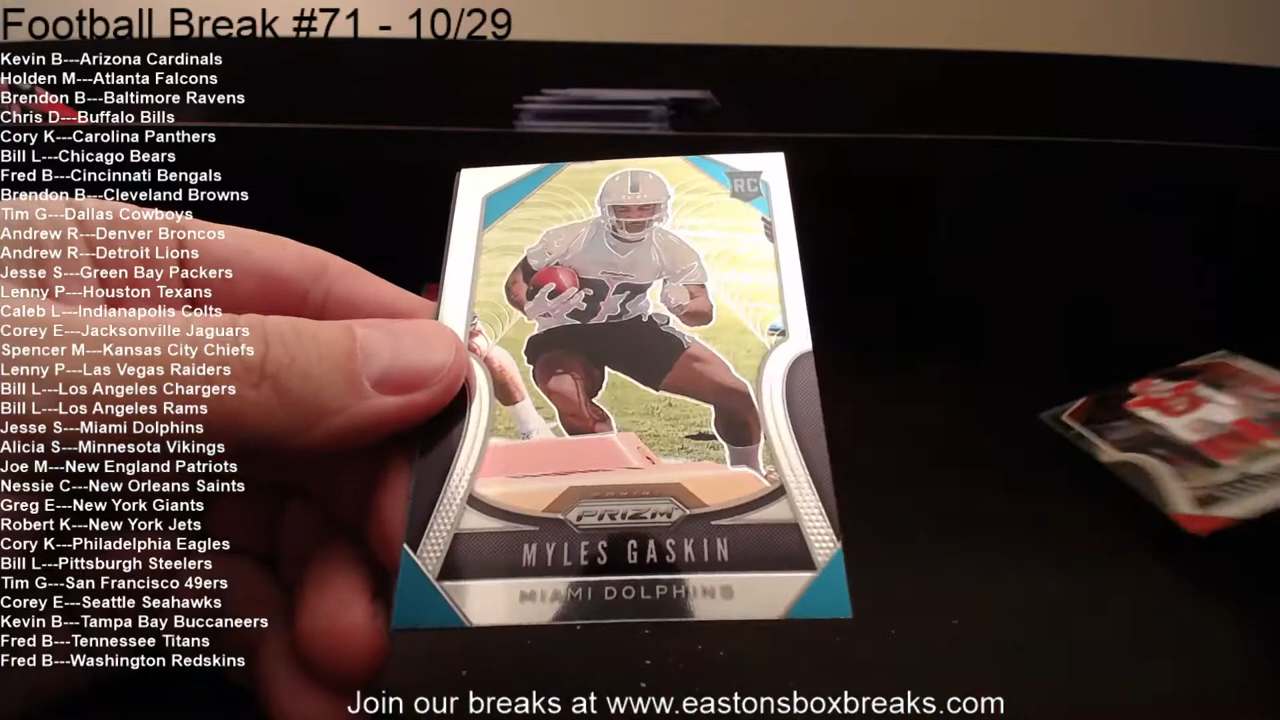 Football Break #71 - 10/29
Kevin B---Arizona Cardinals
Holden M---Atlanta Falcons
Brendon B---Baltimore Ravens
Chris D---Buffalo Bills
Cory K---Carolina Panthers
Bill L---Chicago Bears
Fred B---Cincinnati Bengals
Brendon B---Cleveland Browns
Tim G---Dallas Cowboys
Andrew R---Denver Broncos
Andrew R---Detroit Lions
Jesse S---Green Bay Packers
Lenny P---Houston Texans
Caleb L---Indianapolis Colts
Corey E---Jacksonville Jaguars
Spencer M---Kansas City Chiefs
Lenny P---Las Vegas Raiders
Bill L---Los Angeles Chargers
Bill L---Los Angeles Rams
Jesse S---Miami Dolphins
Alicia S---Minnesota Vikings
Joe M---New England Patriots
Nessie C---New Orleans Saints
Greg E---New York Giants
Robert K---New York Jets
Cory K---Philadelphia Eagles
Bill L---Pittsburgh Steelers
Tim G---San Francisco 49ers
Corey E---Seattle Seahawks
Kevin B---Tampa Bay Buccaneers
Fred B---Tennessee Titans
Fred B---Washington Redskins
RC
PANINI
PRIZM
MYLES GASKIN
MIAMI DOLPHINS
Join our breaks at www.eastonsboxbreaks.com